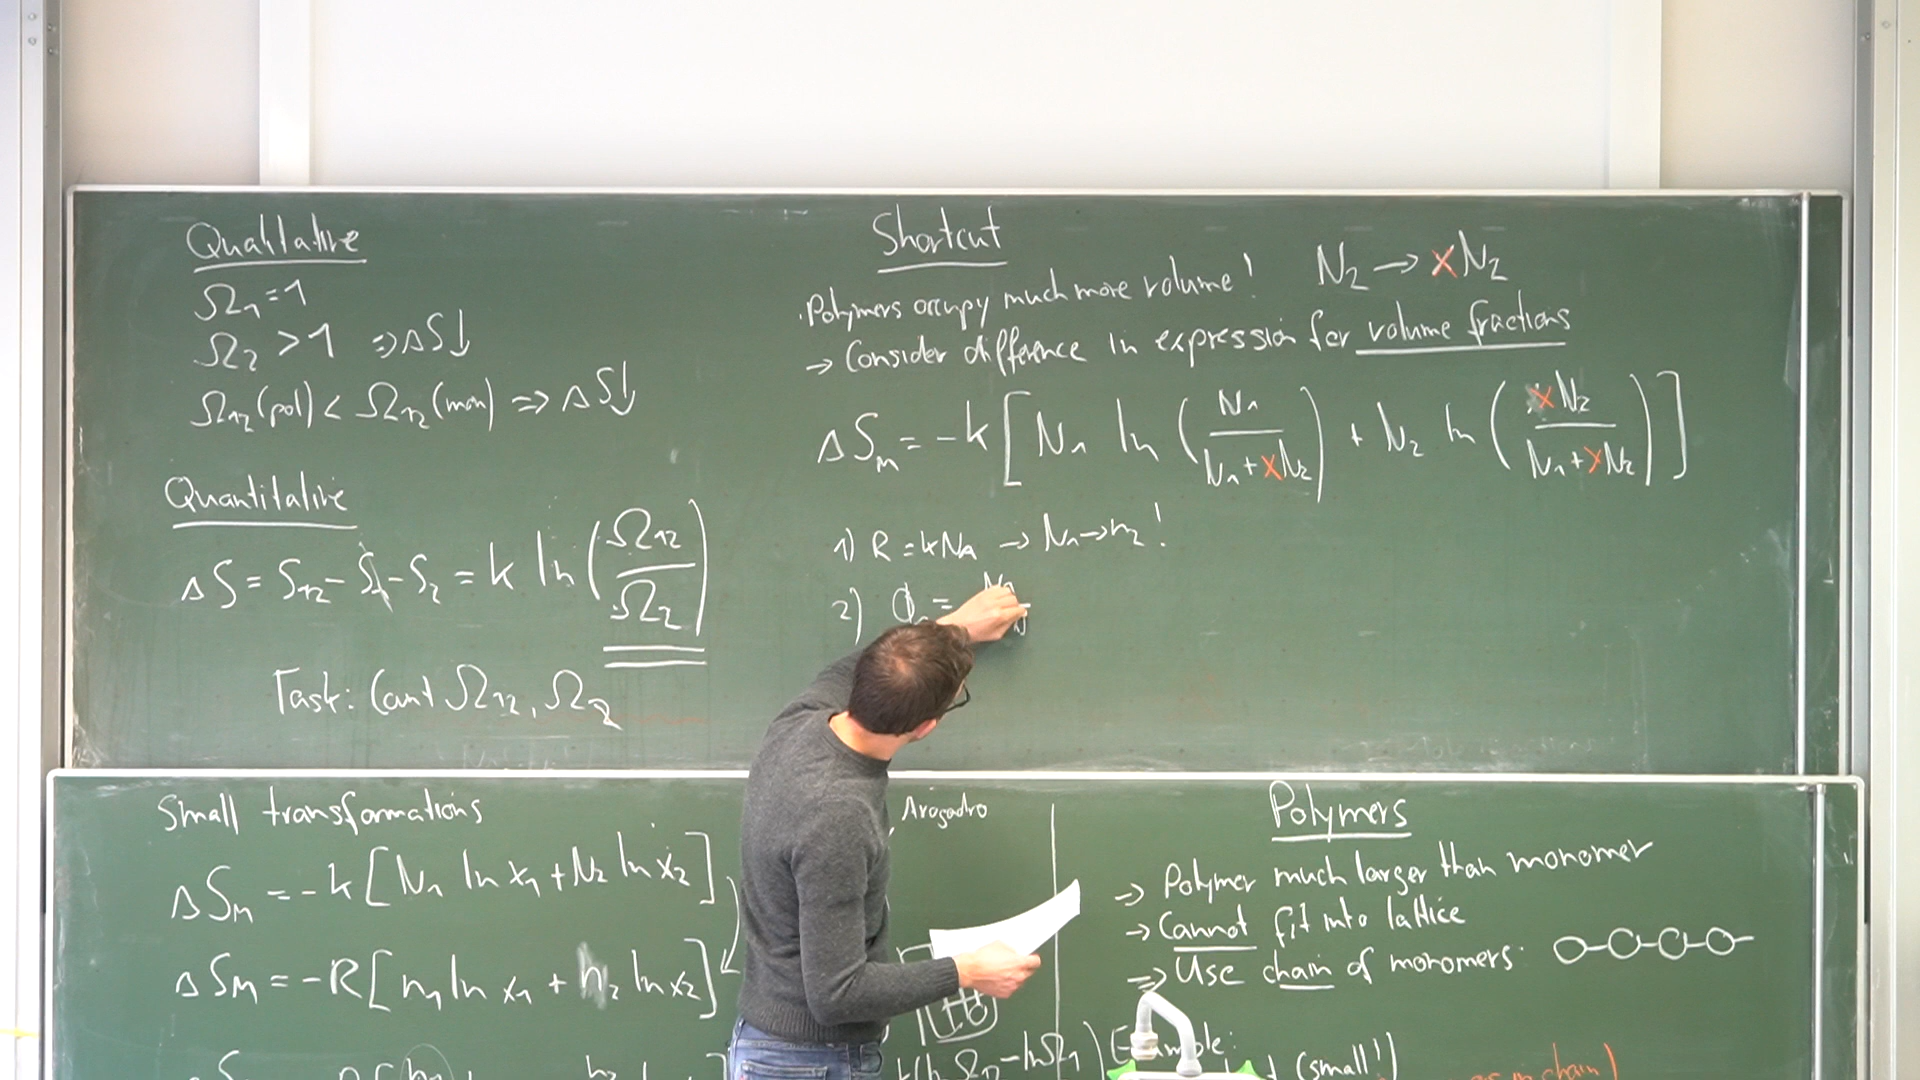 Qualitative
Ω₁=1
Ω₂ >1 ⇒ΔS↓
Ω₁₂(pol) < Ω₁₂(mon) ⇒ ΔS↓
Quantitative
ΔS = S₁₂ - S₁ - S₂ = k ln (Ω₁₂/Ω₂)
Task: Count Ω₁₂, Ω₂
Shortcut
N₂ → xN₂
· Polymers occupy much more volume!
→ Consider difference in expression for volume fractions
ΔSₘ = -k [N₁ ln (N₁/(N₁+xN₂)) + N₂ ln (xN₂/(N₁+xN₂))]
1) R = kNA → N₁→n₂!
2) Φ =
Small transformations
ΔSM = -k [N₁ ln x₁ + N₂ ln x₂]
ΔSM = -R [n₁ ln x₁ + n₂ ln x₂]
Avogadro
Polymers
→ Polymer much larger than monomer
→ Cannot fit into lattice
⇒ Use chain of monomers:
Example:
(small!)
in chain)